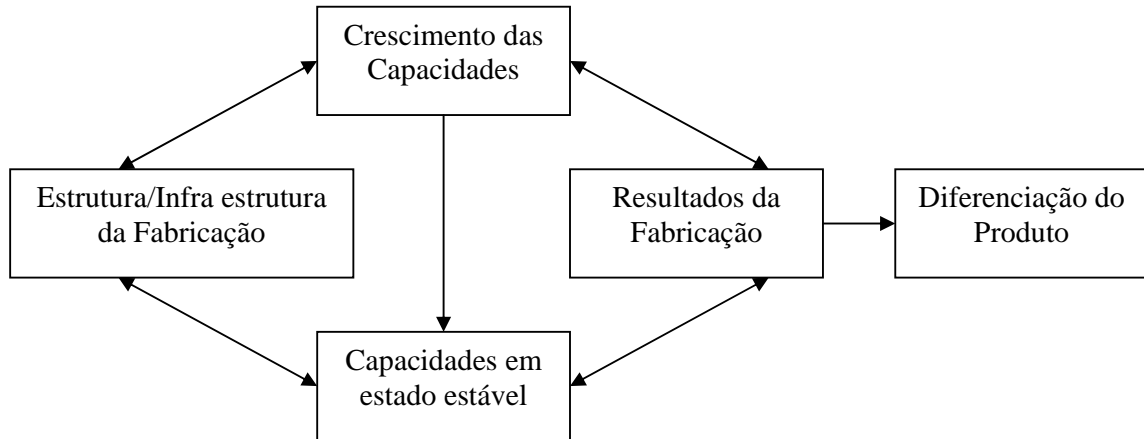 Crescimento das
Capacidades
Estrutura/Infra estrutura
da Fabricação
Resultados da
Fabricação
Diferenciação do
Produto
Capacidades em
estado estável